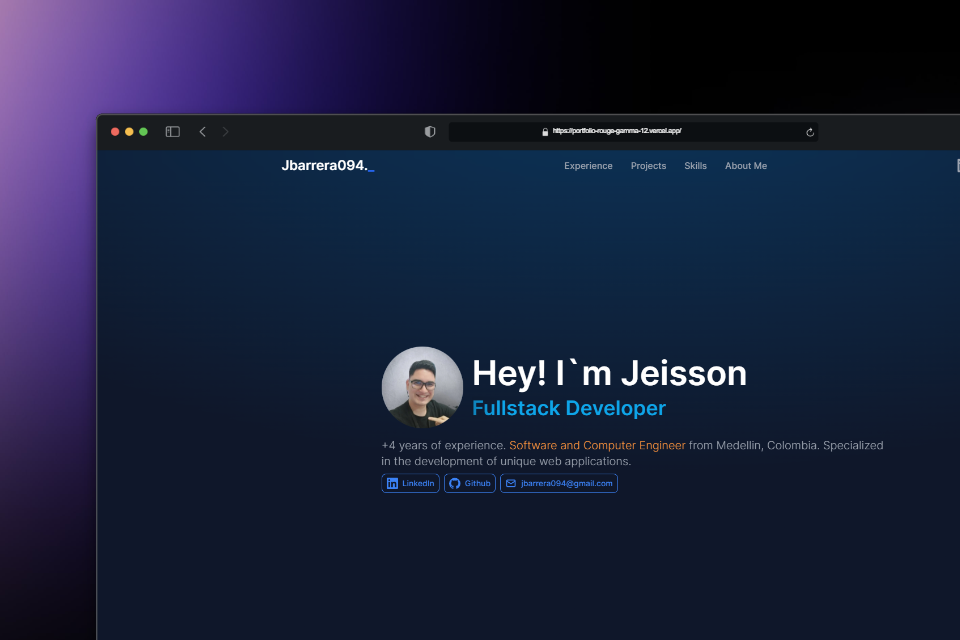 https://portfolio-rouge-gamma-12.vercel.app/
Jbarrera094._
Experience Projects Skills About Me
Hey! I`m Jeisson
Fullstack Developer
+4 years of experience. Software and Computer Engineer from Medellin, Colombia. Specialized
in the development of unique web applications.
LinkedIn Github jbarrera094@gmail.com